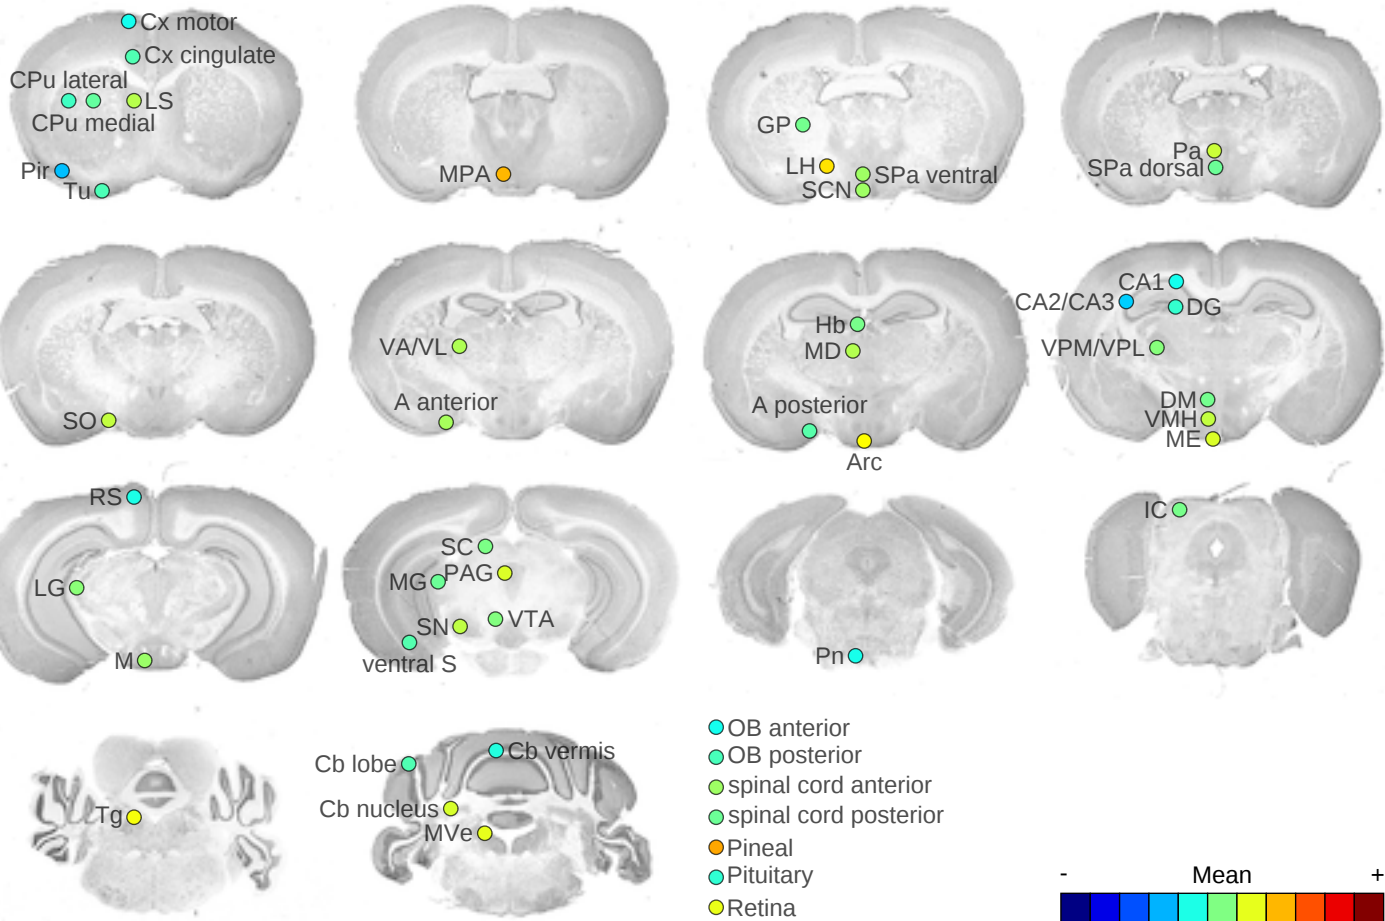 Cx motor
Cx cingulate
CPu lateral
LS
CPu medial
Pir
Tu
MPA
GP
LH
SPa ventral
SCN
Pa
SPa dorsal
SO
VA/VL
A anterior
Hb
MD
A posterior
Arc
CA1
CA2/CA3
DG
VPM/VPL
DM
VMH
ME
RS
LG
M
SC
MG
PAG
SN
VTA
ventral S
Pn
IC
Tg
Cb lobe
Cb vermis
Cb nucleus
MVe
OB anterior
OB posterior
spinal cord anterior
spinal cord posterior
Pineal
Pituitary
Retina
- Mean +